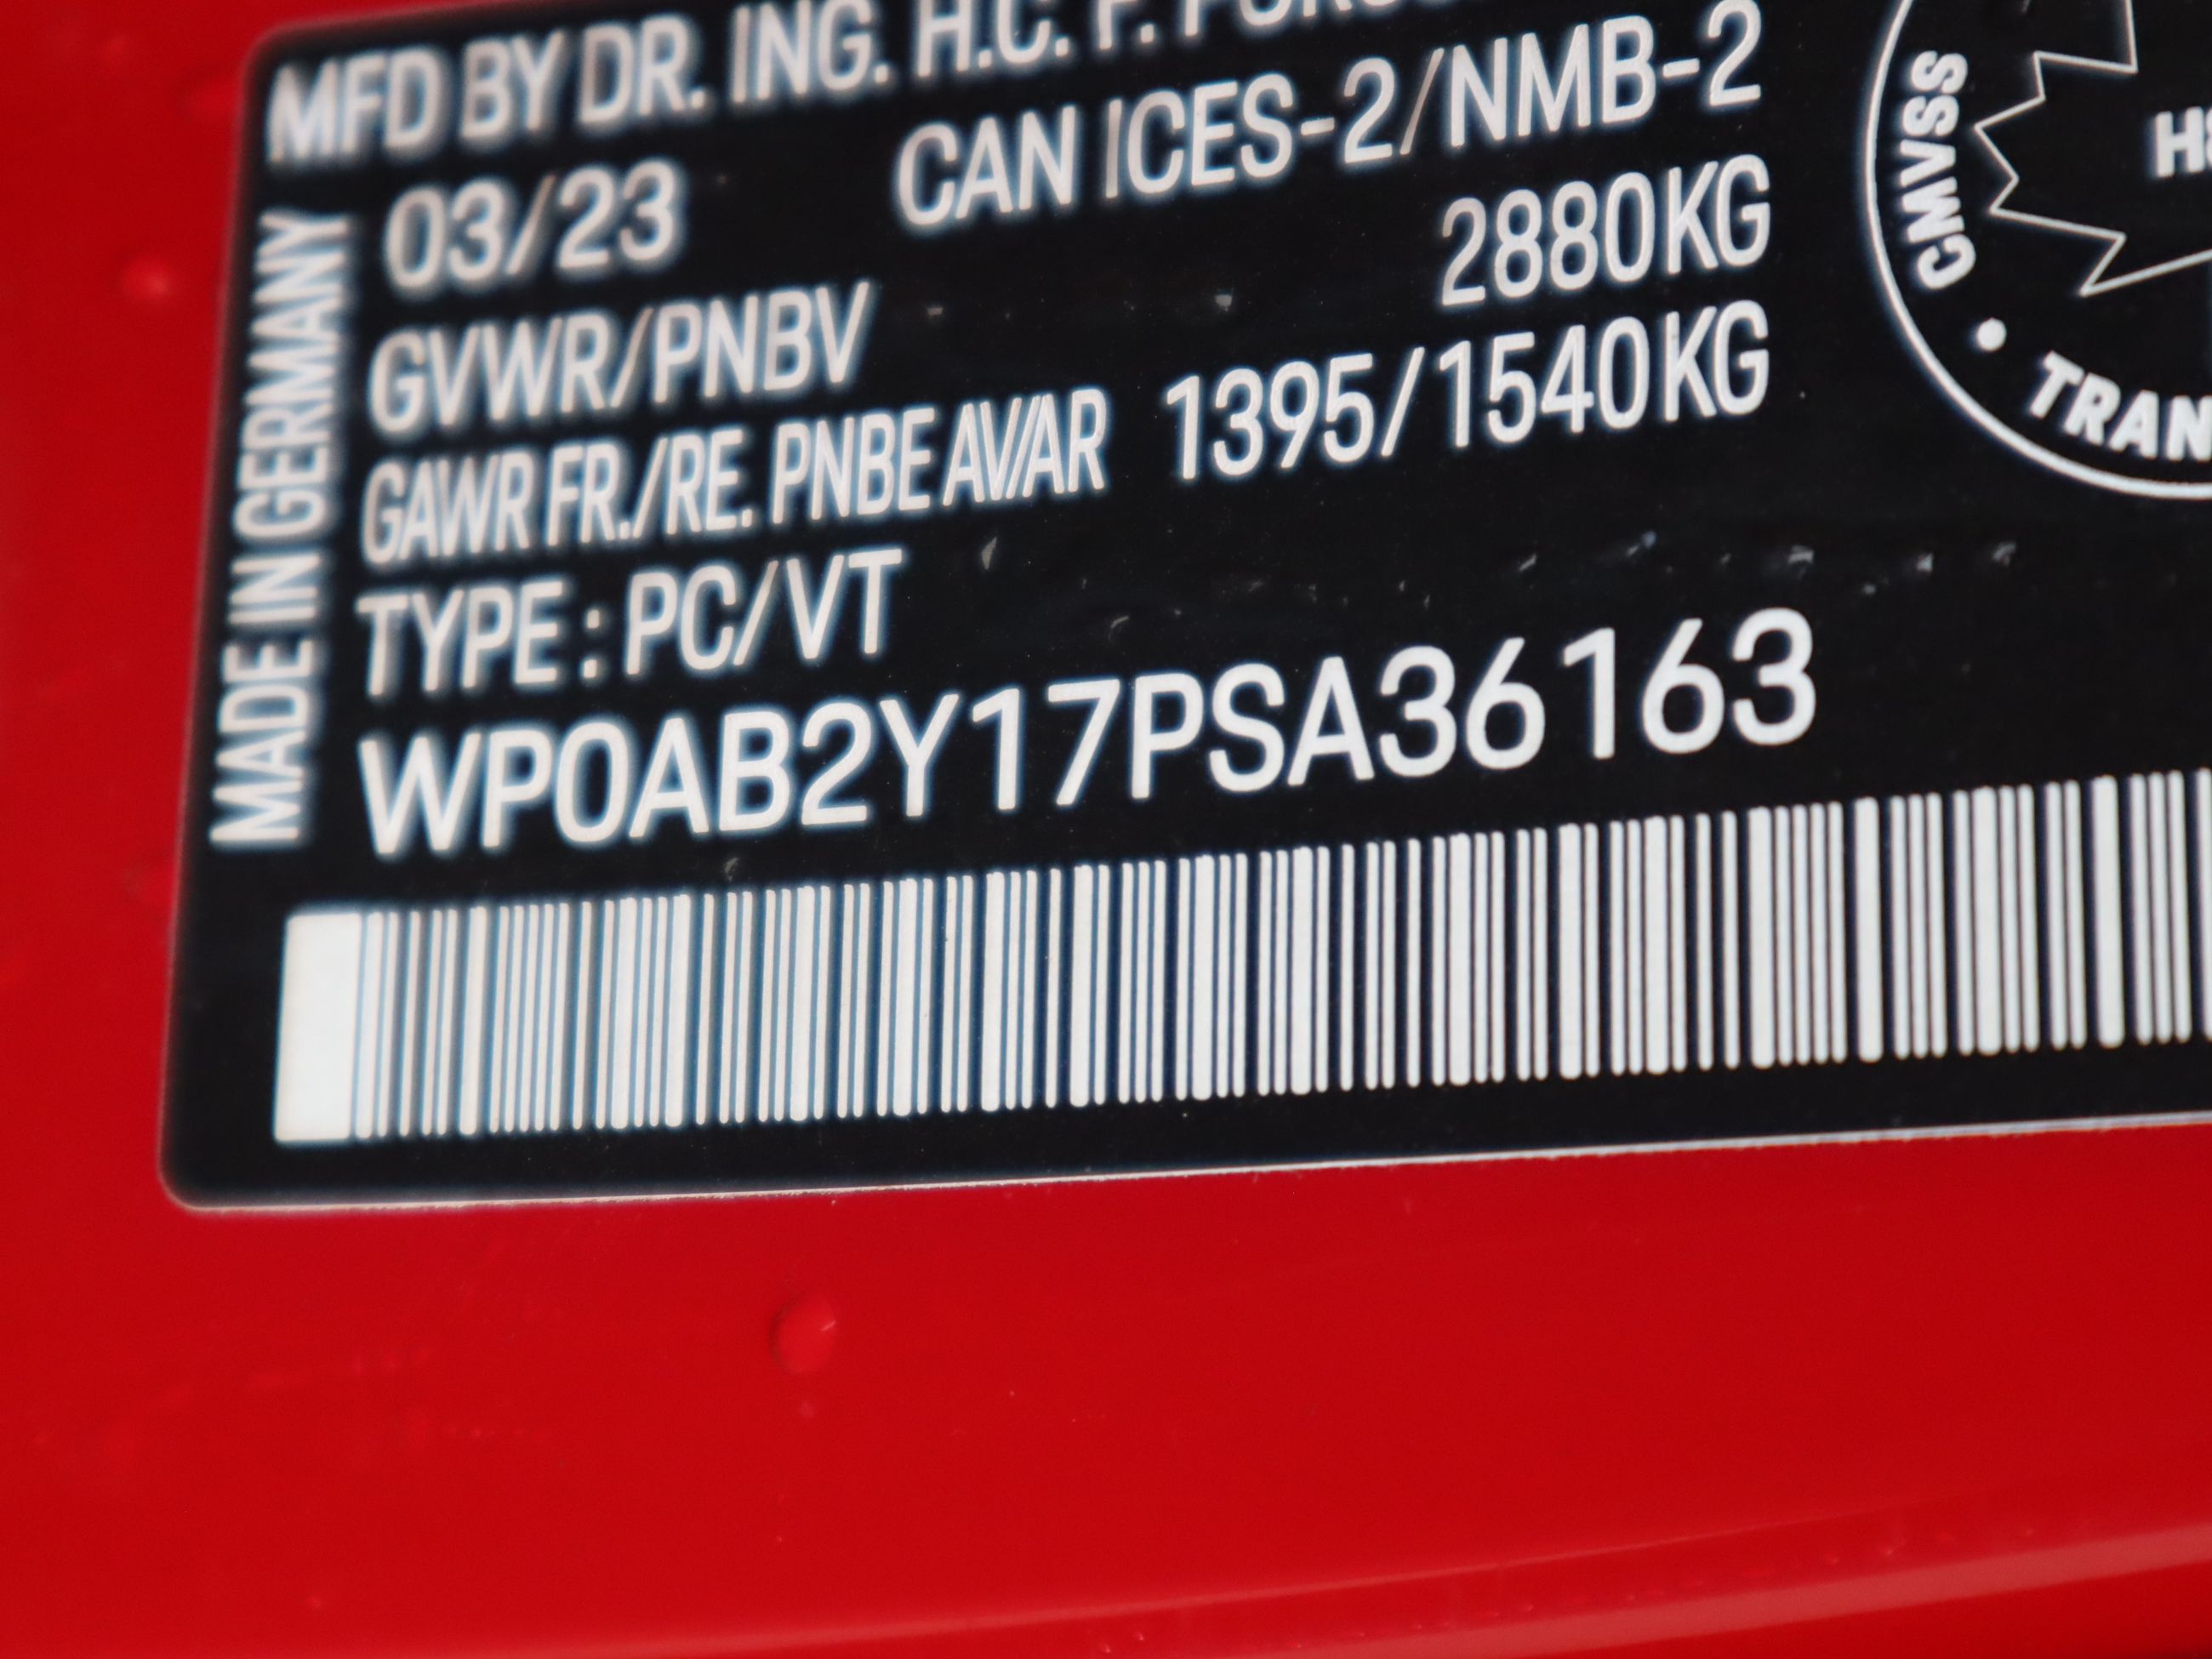 MFD BY DR. ING. H.C. F.
03/23 CAN ICES-2/NMB-2
GVWR/PNBV 2880KG
GAWR FR./RE. PNBE AV/AR 1395/1540KG
TYPE : PC/VT
WP0AB2Y17PSA36163
MADE IN GERMANY
CMVSS
• TRAN